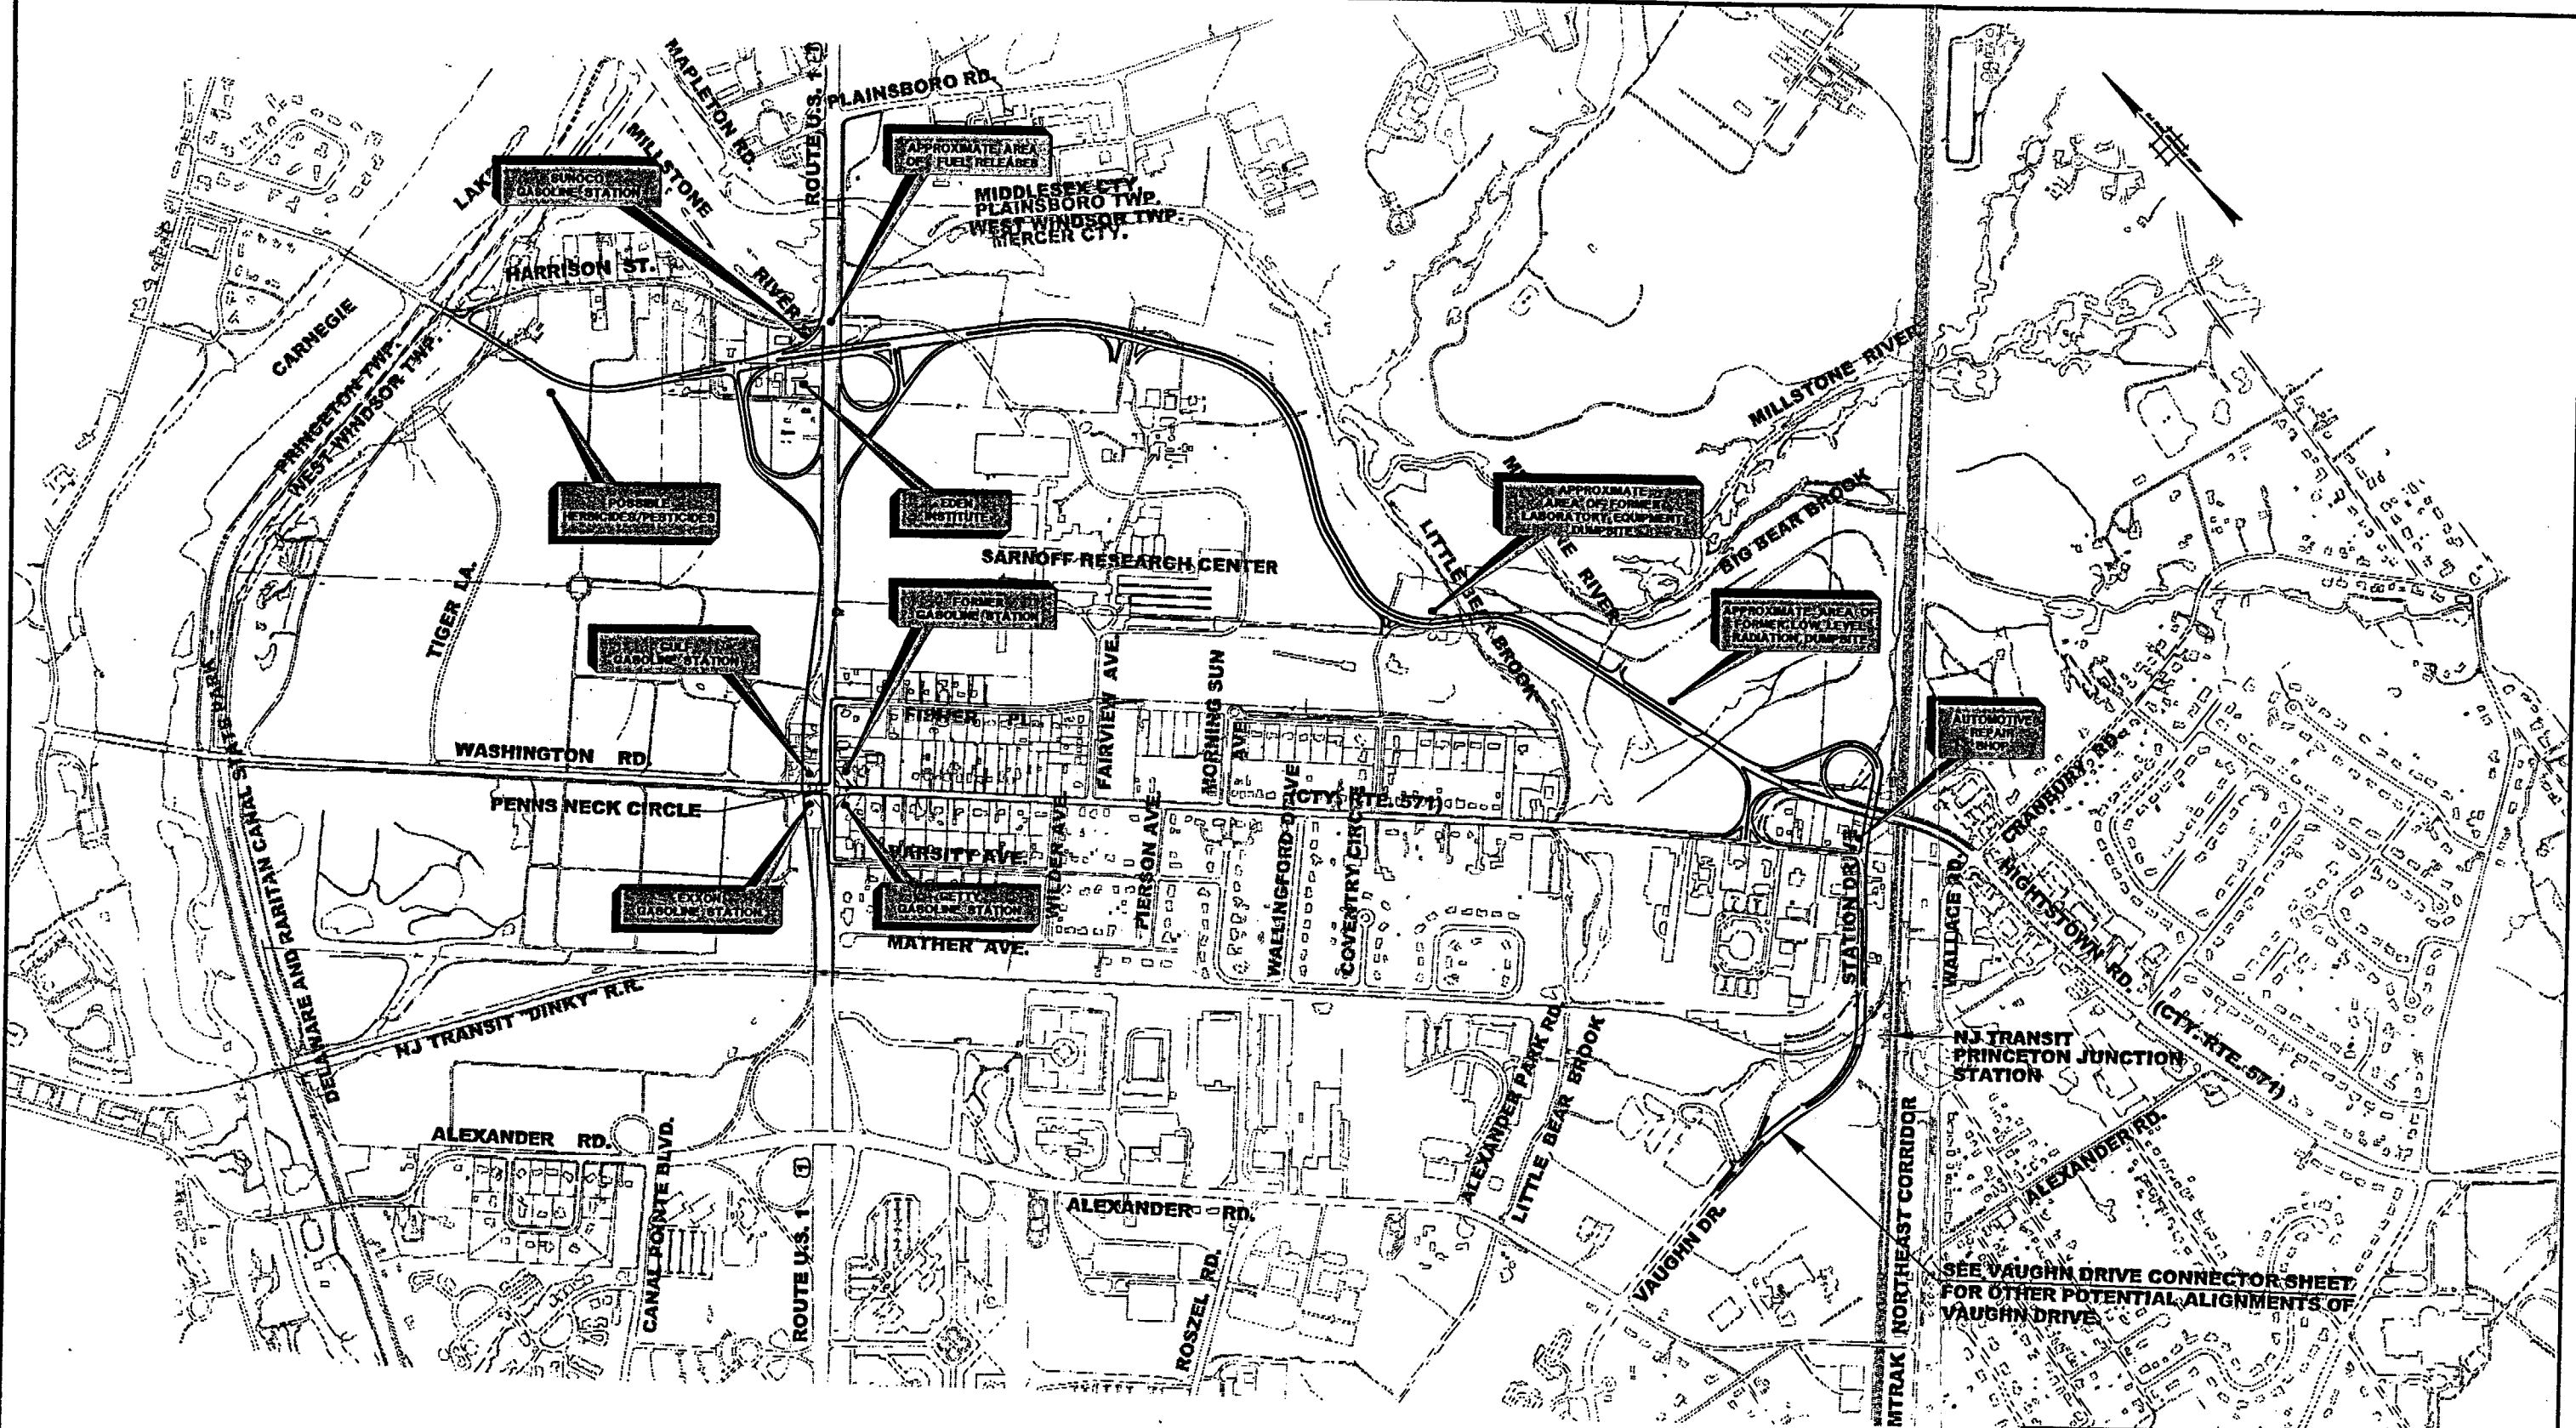 MAPLETON RD.
ROUTE U.S. 1
PLAINSBORO RD.
APPROXIMATE AREA
OF FUEL RELEASES
MILLSTONE
RIVER
SUNOCO
GASOLINE STATION
MIDDLESEX CTY.
PLAINSBORO TWP.
WEST WINDSOR TWP.
MERCER CTY.
HARRISON ST.
CARNEGIE
PRINCETON TWP.
WEST WINDSOR TWP.
MILLSTONE RIVER
POSSIBLE
HERBICIDES/PESTICIDES
EDEN
INSTITUTE
APPROXIMATE
AREA OF FORMER
LABORATORY EQUIPMENT
DUMPSITE
RIVER
BIG BEAR BROOK
LITTLE BEAR BROOK
SARNOFF RESEARCH CENTER
TIGER LA.
FORMER
GASOLINE STATION
GULF
GASOLINE STATION
APPROXIMATE AREA OF
FORMER LOW LEVEL
RADIATION DUMPSITE
FISHER PL.
FAIRVIEW AVE.
MORNING SUN
AVE.
AUTOMOTIVE
REPAIR
SHOP
WASHINGTON RD.
PENNS NECK CIRCLE
(CTY. RTE. 571)
CRANBURY RD.
DELAWARE AND RARITAN CANAL STATE PARK
VARSITY AVE.
WILDER AVE.
PIERSON AVE.
WALLINGFORD DRIVE
COVENTRY CIRCLE
STATION DRIVE
WALLACE RD.
HIGHTSTOWN RD.
(CTY. RTE. 571)
EXXON
GASOLINE STATION
GETTY
GASOLINE STATION
MATHER AVE.
NJ TRANSIT "DINKY" R.R.
NJ TRANSIT
PRINCETON JUNCTION
STATION
ALEXANDER PARK RD.
LITTLE BEAR BROOK
ALEXANDER RD.
CANAL POINTE BLVD.
ROUTE U.S. 1
ALEXANDER RD.
ROSZEL RD.
VAUGHN DR.
ALEXANDER RD.
MTRAK NORTHEAST CORRIDOR
SEE VAUGHN DRIVE CONNECTOR SHEET
FOR OTHER POTENTIAL ALIGNMENTS OF
VAUGHN DRIVE.